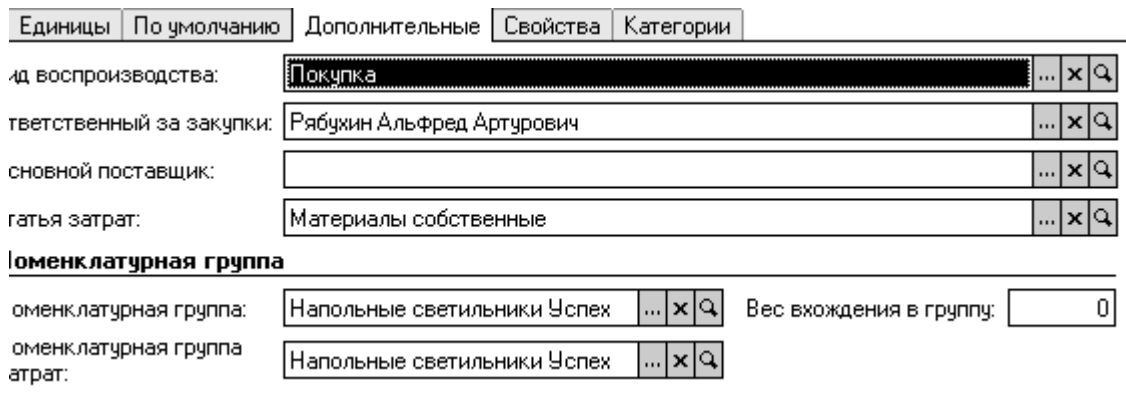 Единицы По умолчанию Дополнительные Свойства Категории
ид воспроизводства: Покупка ... x
тветственный за закупки: Рябухин Альфред Артурович ... x
сновной поставщик: ... x
татья затрат: Материалы собственные ... x
оменклатурная группа
оменклатурная группа: Напольные светильники Успех ... x Вес вхождения в группу: 0
оменклатурная группа
атрат: Напольные светильники Успех ... x